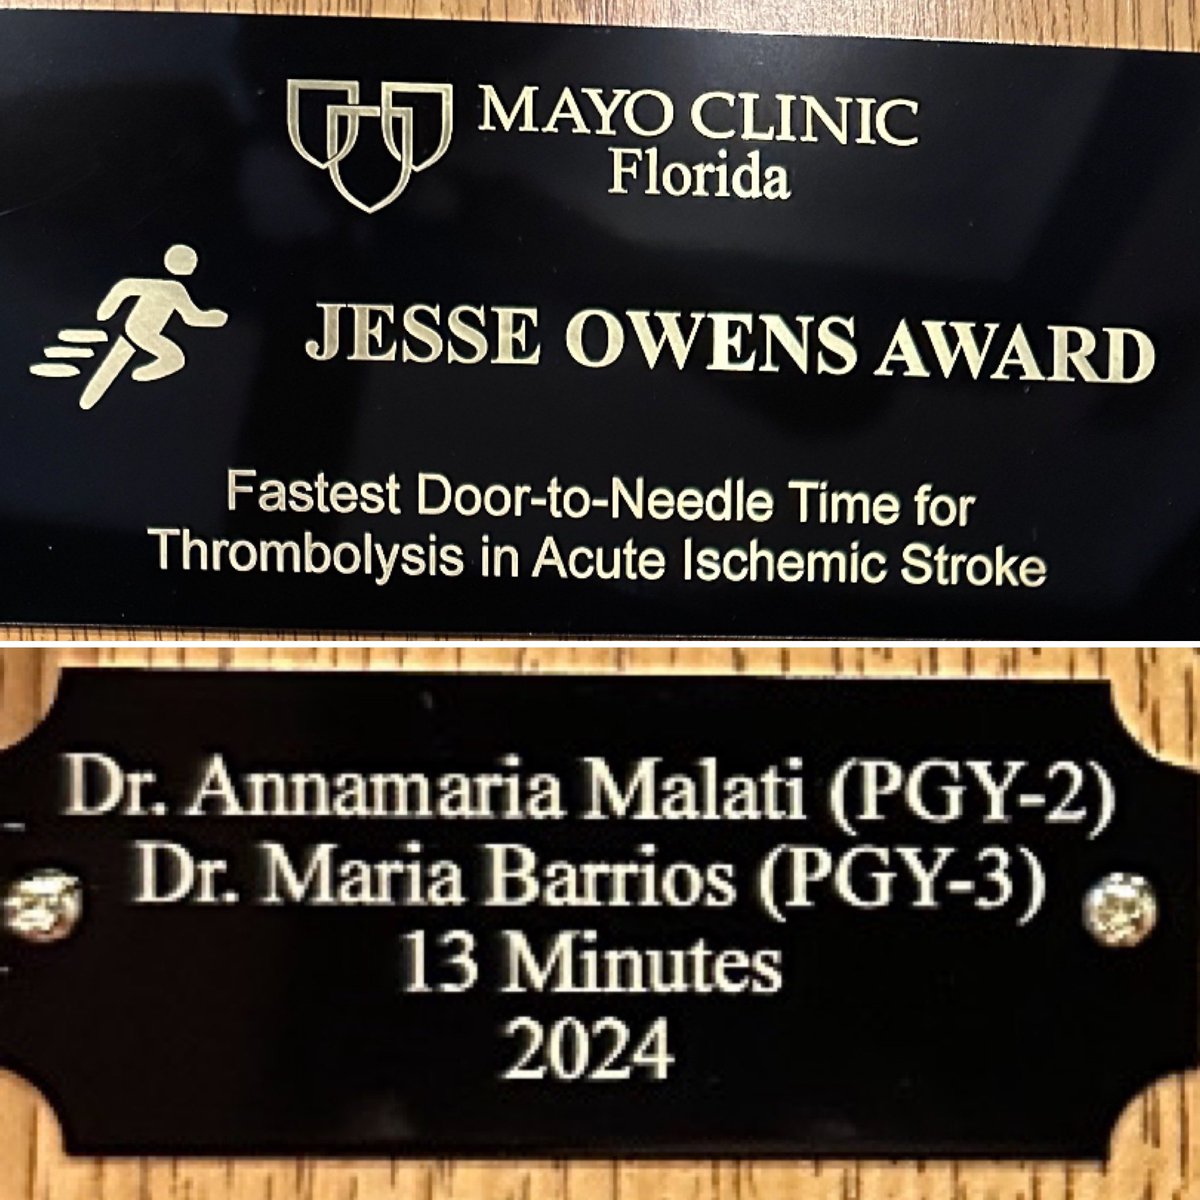 MAYO CLINIC
Florida
JESSE OWENS AWARD
Fastest Door-to-Needle Time for
Thrombolysis in Acute Ischemic Stroke
Dr. Annamaria Malati (PGY-2)
Dr. Maria Barrios (PGY-3)
13 Minutes
2024